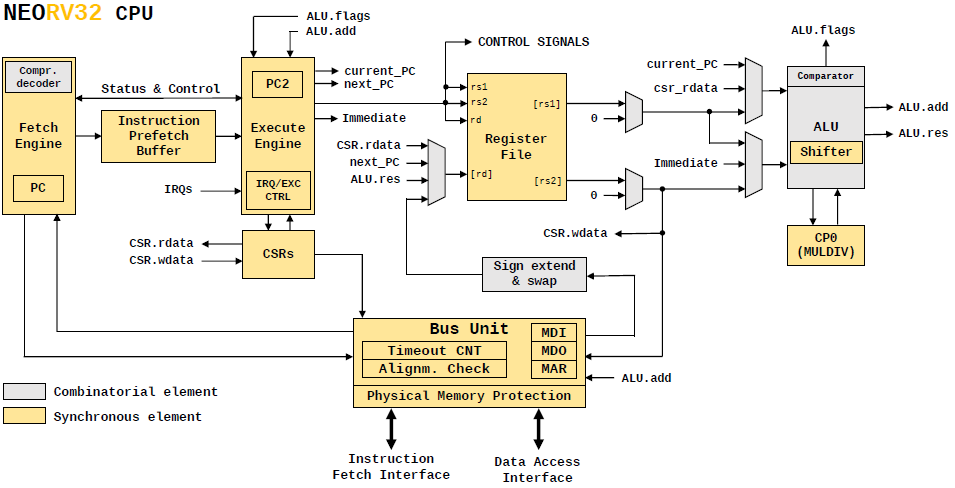 NEORV32 CPU
ALU.flags
ALU.add
CONTROL SIGNALS
ALU.flags
Compr.
decoder
Fetch
Engine
PC
Status & Control
Instruction
Prefetch
Buffer
PC2
Execute
Engine
IRQ/EXC
CTRL
IRQs
current_PC
next_PC
Immediate
CSR.rdata
next_PC
ALU.res
rs1
rs2
rd
[rd]
Register
File
[rs1]
[rs2]
0
0
current_PC
csr_rdata
Immediate
Comparator
ALU
Shifter
ALU.add
ALU.res
CP0
(MULDIV)
CSR.rdata
CSR.wdata
CSRs
CSR.wdata
Sign extend
& swap
Bus Unit
Timeout CNT
Alignm. Check
MDI
MDO
MAR
Physical Memory Protection
ALU.add
Combinatorial element
Synchronous element
Instruction
Fetch Interface
Data Access
Interface